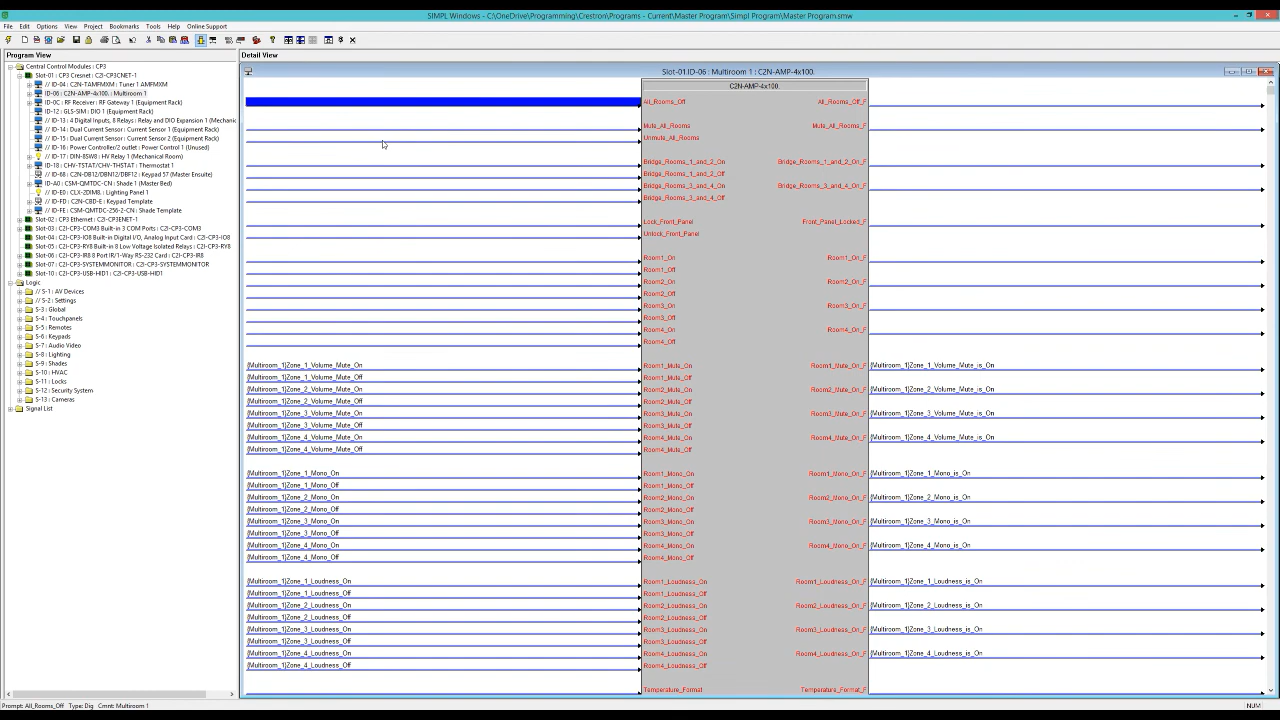 SIMPL Windows - C:\OneDrive\Programming\Crestron\Programs - Current\Master Program\Simpl Program\Master Program.smw
File Edit Options View Project Bookmarks Tools Help Online Support
Program View
Detail View
Central Control Modules : CP3
Slot-01 : CP3 Cresnet : C2I-CP3CNET-1
// ID-04 : C2N-TAMFMXM : Tuner 1 AMFMXM
ID-06 : C2N-AMP-4x100. : Multiroom 1
ID-0C : RF Receiver : RF Gateway 1 (Equipment Rack)
ID-12 : GLS-SIM : DIO 1 (Equipment Rack)
// ID-13 : 4 Digital Inputs, 8 Relays : Relay and DIO Expansion 1 (Mechanic
// ID-14 : Dual Current Sensor : Current Sensor 1 (Equipment Rack)
// ID-15 : Dual Current Sensor : Current Sensor 2 (Equipment Rack)
// ID-16 : Power Controller/2 outlet : Power Control 1 (Unused)
// ID-17 : DIN-8SW8 : HV Relay 1 (Mechanical Room)
ID-18 : CHV-TSTAT/CHV-THSTAT : Thermostat 1
// ID-68 : C2N-DB12/DBN12/DBF12 : Keypad 57 (Master Ensuite)
ID-A0 : CSM-QMTDC-CN : Shade 1 (Master Bed)
// ID-E0 : CLX-2DIM8. : Lighting Panel 1
// ID-FD : C2N-CBD-E : Keypad Template
// ID-FE : CSM-QMTDC-256-2-CN : Shade Template
Slot-02 : CP3 Ethernet : C2I-CP3ENET-1
Slot-03 : C2I-CP3-COM3 Built-in 3 COM Ports : C2I-CP3-COM3
Slot-04 : C2I-CP3-IO8 Built-in Digital I/O, Analog Input Card : C2I-CP3-IO8
Slot-05 : C2I-CP3-RY8 Built-in 8 Low Voltage Isolated Relays : C2I-CP3-RY8
Slot-06 : C2I-CP3-IR8 8 Port IR/1-Way RS-232 Card : C2I-CP3-IR8
Slot-07 : C2I-CP3-SYSTEMMONITOR : C2I-CP3-SYSTEMMONITOR
Slot-10 : C2I-CP3-USB-HID1 : C2I-CP3-USB-HID1
Logic
// S-1 : AV Devices
// S-2 : Settings
S-3 : Global
S-4 : Touchpanels
S-5 : Remotes
S-6 : Keypads
S-7 : Audio Video
S-8 : Lighting
S-9 : Shades
S-10 : HVAC
S-11 : Locks
S-12 : Security System
S-13 : Cameras
Signal List
Slot-01.ID-06 : Multiroom 1 : C2N-AMP-4x100.
C2N-AMP-4x100.
All_Rooms_Off All_Rooms_Off_F
Mute_All_Rooms Mute_All_Rooms_F
Unmute_All_Rooms
Bridge_Rooms_1_and_2_On Bridge_Rooms_1_and_2_On_F
Bridge_Rooms_1_and_2_Off
Bridge_Rooms_3_and_4_On Bridge_Rooms_3_and_4_On_F
Bridge_Rooms_3_and_4_Off
Lock_Front_Panel Front_Panel_Locked_F
Unlock_Front_Panel
Room1_On Room1_On_F
Room1_Off
Room2_On Room2_On_F
Room2_Off
Room3_On Room3_On_F
Room3_Off
Room4_On Room4_On_F
Room4_Off
{Multiroom_1}Zone_1_Volume_Mute_On Room1_Mute_On Room1_Mute_On_F {Multiroom_1}Zone_1_Volume_Mute_is_On
{Multiroom_1}Zone_1_Volume_Mute_Off Room1_Mute_Off
{Multiroom_1}Zone_2_Volume_Mute_On Room2_Mute_On Room2_Mute_On_F {Multiroom_1}Zone_2_Volume_Mute_is_On
{Multiroom_1}Zone_2_Volume_Mute_Off Room2_Mute_Off
{Multiroom_1}Zone_3_Volume_Mute_On Room3_Mute_On Room3_Mute_On_F {Multiroom_1}Zone_3_Volume_Mute_is_On
{Multiroom_1}Zone_3_Volume_Mute_Off Room3_Mute_Off
{Multiroom_1}Zone_4_Volume_Mute_On Room4_Mute_On Room4_Mute_On_F {Multiroom_1}Zone_4_Volume_Mute_is_On
{Multiroom_1}Zone_4_Volume_Mute_Off Room4_Mute_Off
{Multiroom_1}Zone_1_Mono_On Room1_Mono_On Room1_Mono_On_F {Multiroom_1}Zone_1_Mono_is_On
{Multiroom_1}Zone_1_Mono_Off Room1_Mono_Off
{Multiroom_1}Zone_2_Mono_On Room2_Mono_On Room2_Mono_On_F {Multiroom_1}Zone_2_Mono_is_On
{Multiroom_1}Zone_2_Mono_Off Room2_Mono_Off
{Multiroom_1}Zone_3_Mono_On Room3_Mono_On Room3_Mono_On_F {Multiroom_1}Zone_3_Mono_is_On
{Multiroom_1}Zone_3_Mono_Off Room3_Mono_Off
{Multiroom_1}Zone_4_Mono_On Room4_Mono_On Room4_Mono_On_F {Multiroom_1}Zone_4_Mono_is_On
{Multiroom_1}Zone_4_Mono_Off Room4_Mono_Off
{Multiroom_1}Zone_1_Loudness_On Room1_Loudness_On Room1_Loudness_On_F {Multiroom_1}Zone_1_Loudness_is_On
{Multiroom_1}Zone_1_Loudness_Off Room1_Loudness_Off
{Multiroom_1}Zone_2_Loudness_On Room2_Loudness_On Room2_Loudness_On_F {Multiroom_1}Zone_2_Loudness_is_On
{Multiroom_1}Zone_2_Loudness_Off Room2_Loudness_Off
{Multiroom_1}Zone_3_Loudness_On Room3_Loudness_On Room3_Loudness_On_F {Multiroom_1}Zone_3_Loudness_is_On
{Multiroom_1}Zone_3_Loudness_Off Room3_Loudness_Off
{Multiroom_1}Zone_4_Loudness_On Room4_Loudness_On Room4_Loudness_On_F {Multiroom_1}Zone_4_Loudness_is_On
{Multiroom_1}Zone_4_Loudness_Off Room4_Loudness_Off
Temperature_Format Temperature_Format_F
Prompt: All_Rooms_Off Type: Dig Cmnt: Multiroom 1
NUM